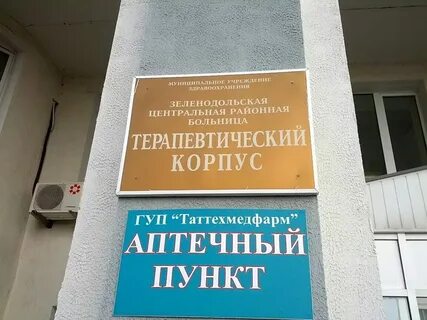 МУНИЦИПАЛЬНОЕ УЧРЕЖДЕНИЕ
ЗДРАВООХРАНЕНИЯ
ЗЕЛЕНОДОЛЬСКАЯ
ЦЕНТРАЛЬНАЯ РАЙОННАЯ
БОЛЬНИЦА
ТЕРАПЕВТИЧЕСКИЙ
КОРПУС
ГУП "Таттехмедфарм"
АПТЕЧНЫЙ
ПУНКТ